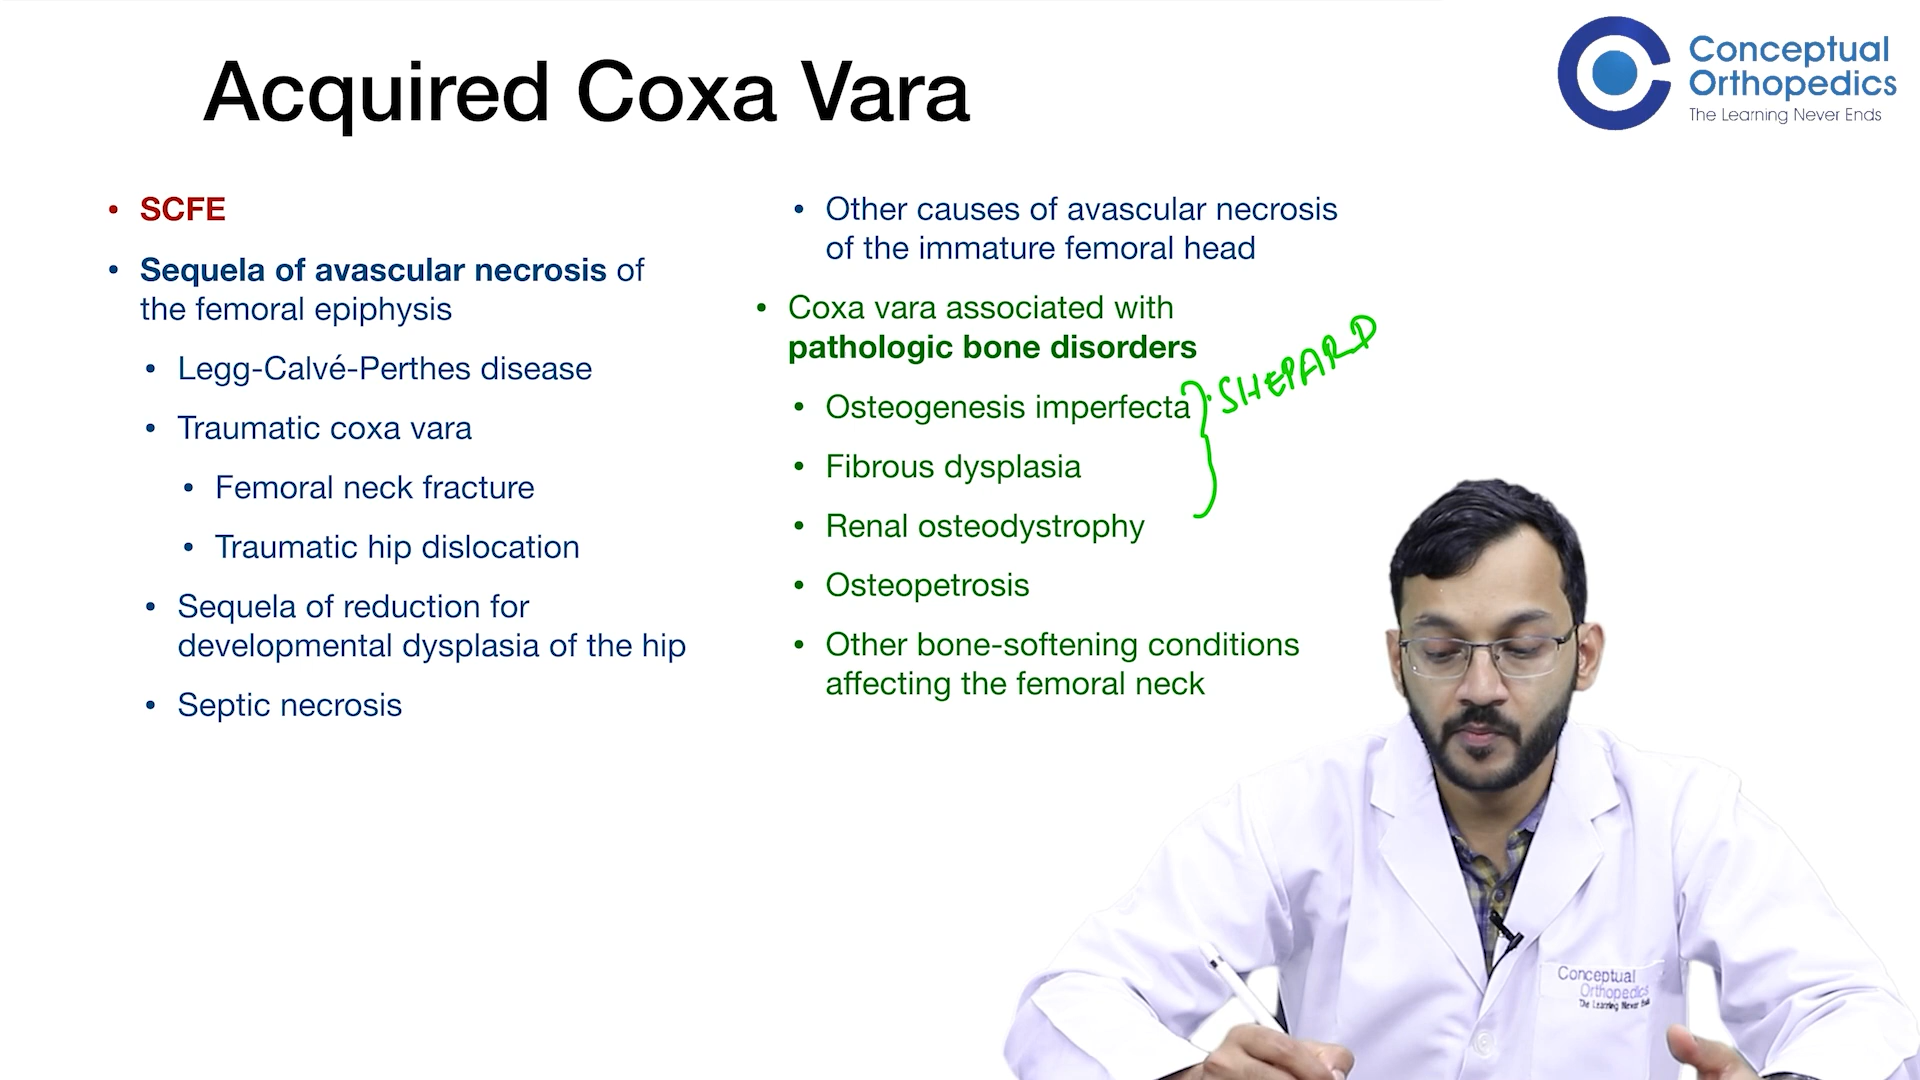 Acquired Coxa Vara
Conceptual
Orthopedics
The Learning Never Ends
• SCFE
• Sequela of avascular necrosis of
the femoral epiphysis
• Legg-Calvé-Perthes disease
• Traumatic coxa vara
• Femoral neck fracture
• Traumatic hip dislocation
• Sequela of reduction for
developmental dysplasia of the hip
• Septic necrosis
• Other causes of avascular necrosis
of the immature femoral head
• Coxa vara associated with
pathologic bone disorders
• Osteogenesis imperfecta
• Fibrous dysplasia
• Renal osteodystrophy
• Osteopetrosis
• Other bone-softening conditions
affecting the femoral neck
SHEPARD
Conceptual
Orthopedics
The Learning Never Ends